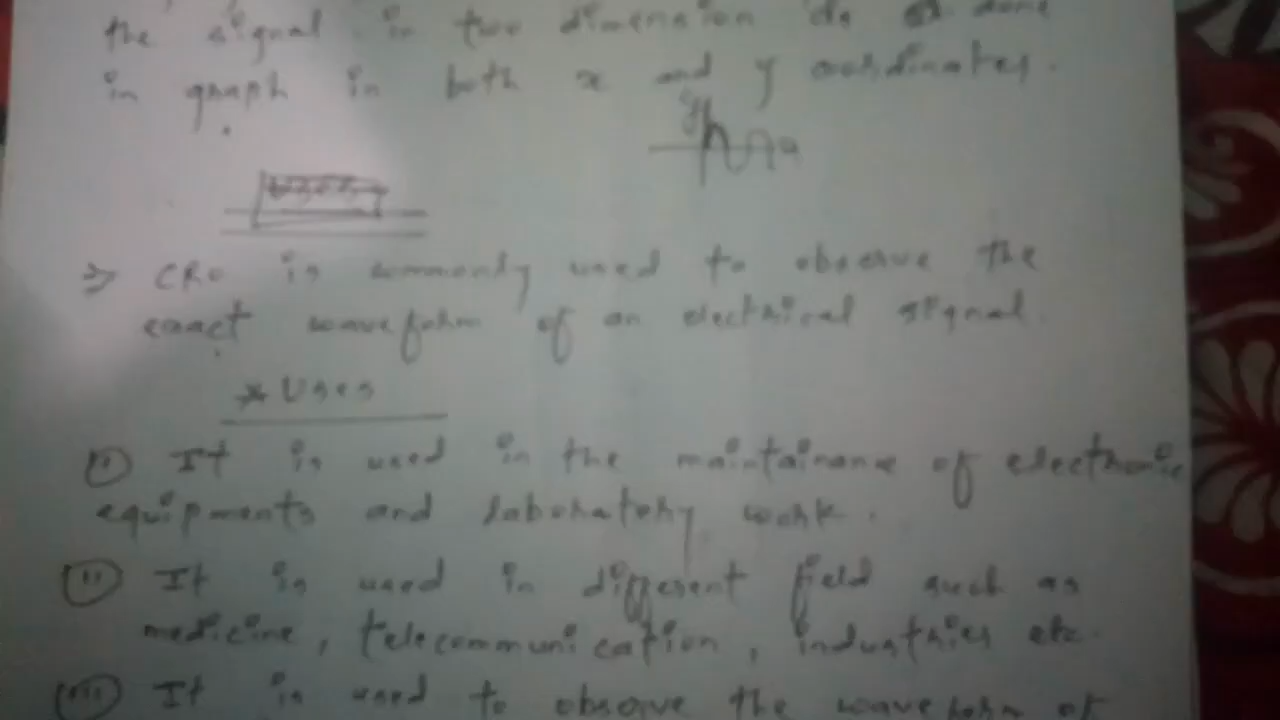 the signal in two dimension is done
in graph in both x and y coordinates.
y
x
⇒ CRO is commonly used to observe the
exact waveform of an electrical signal.
* Uses
(i) It is used in the maintainance of electronic
equipments and laboratory work.
(ii) It is used in different field such as
medicine, telecommunication, industries etc.
(iii) It is used to observe the waveform of